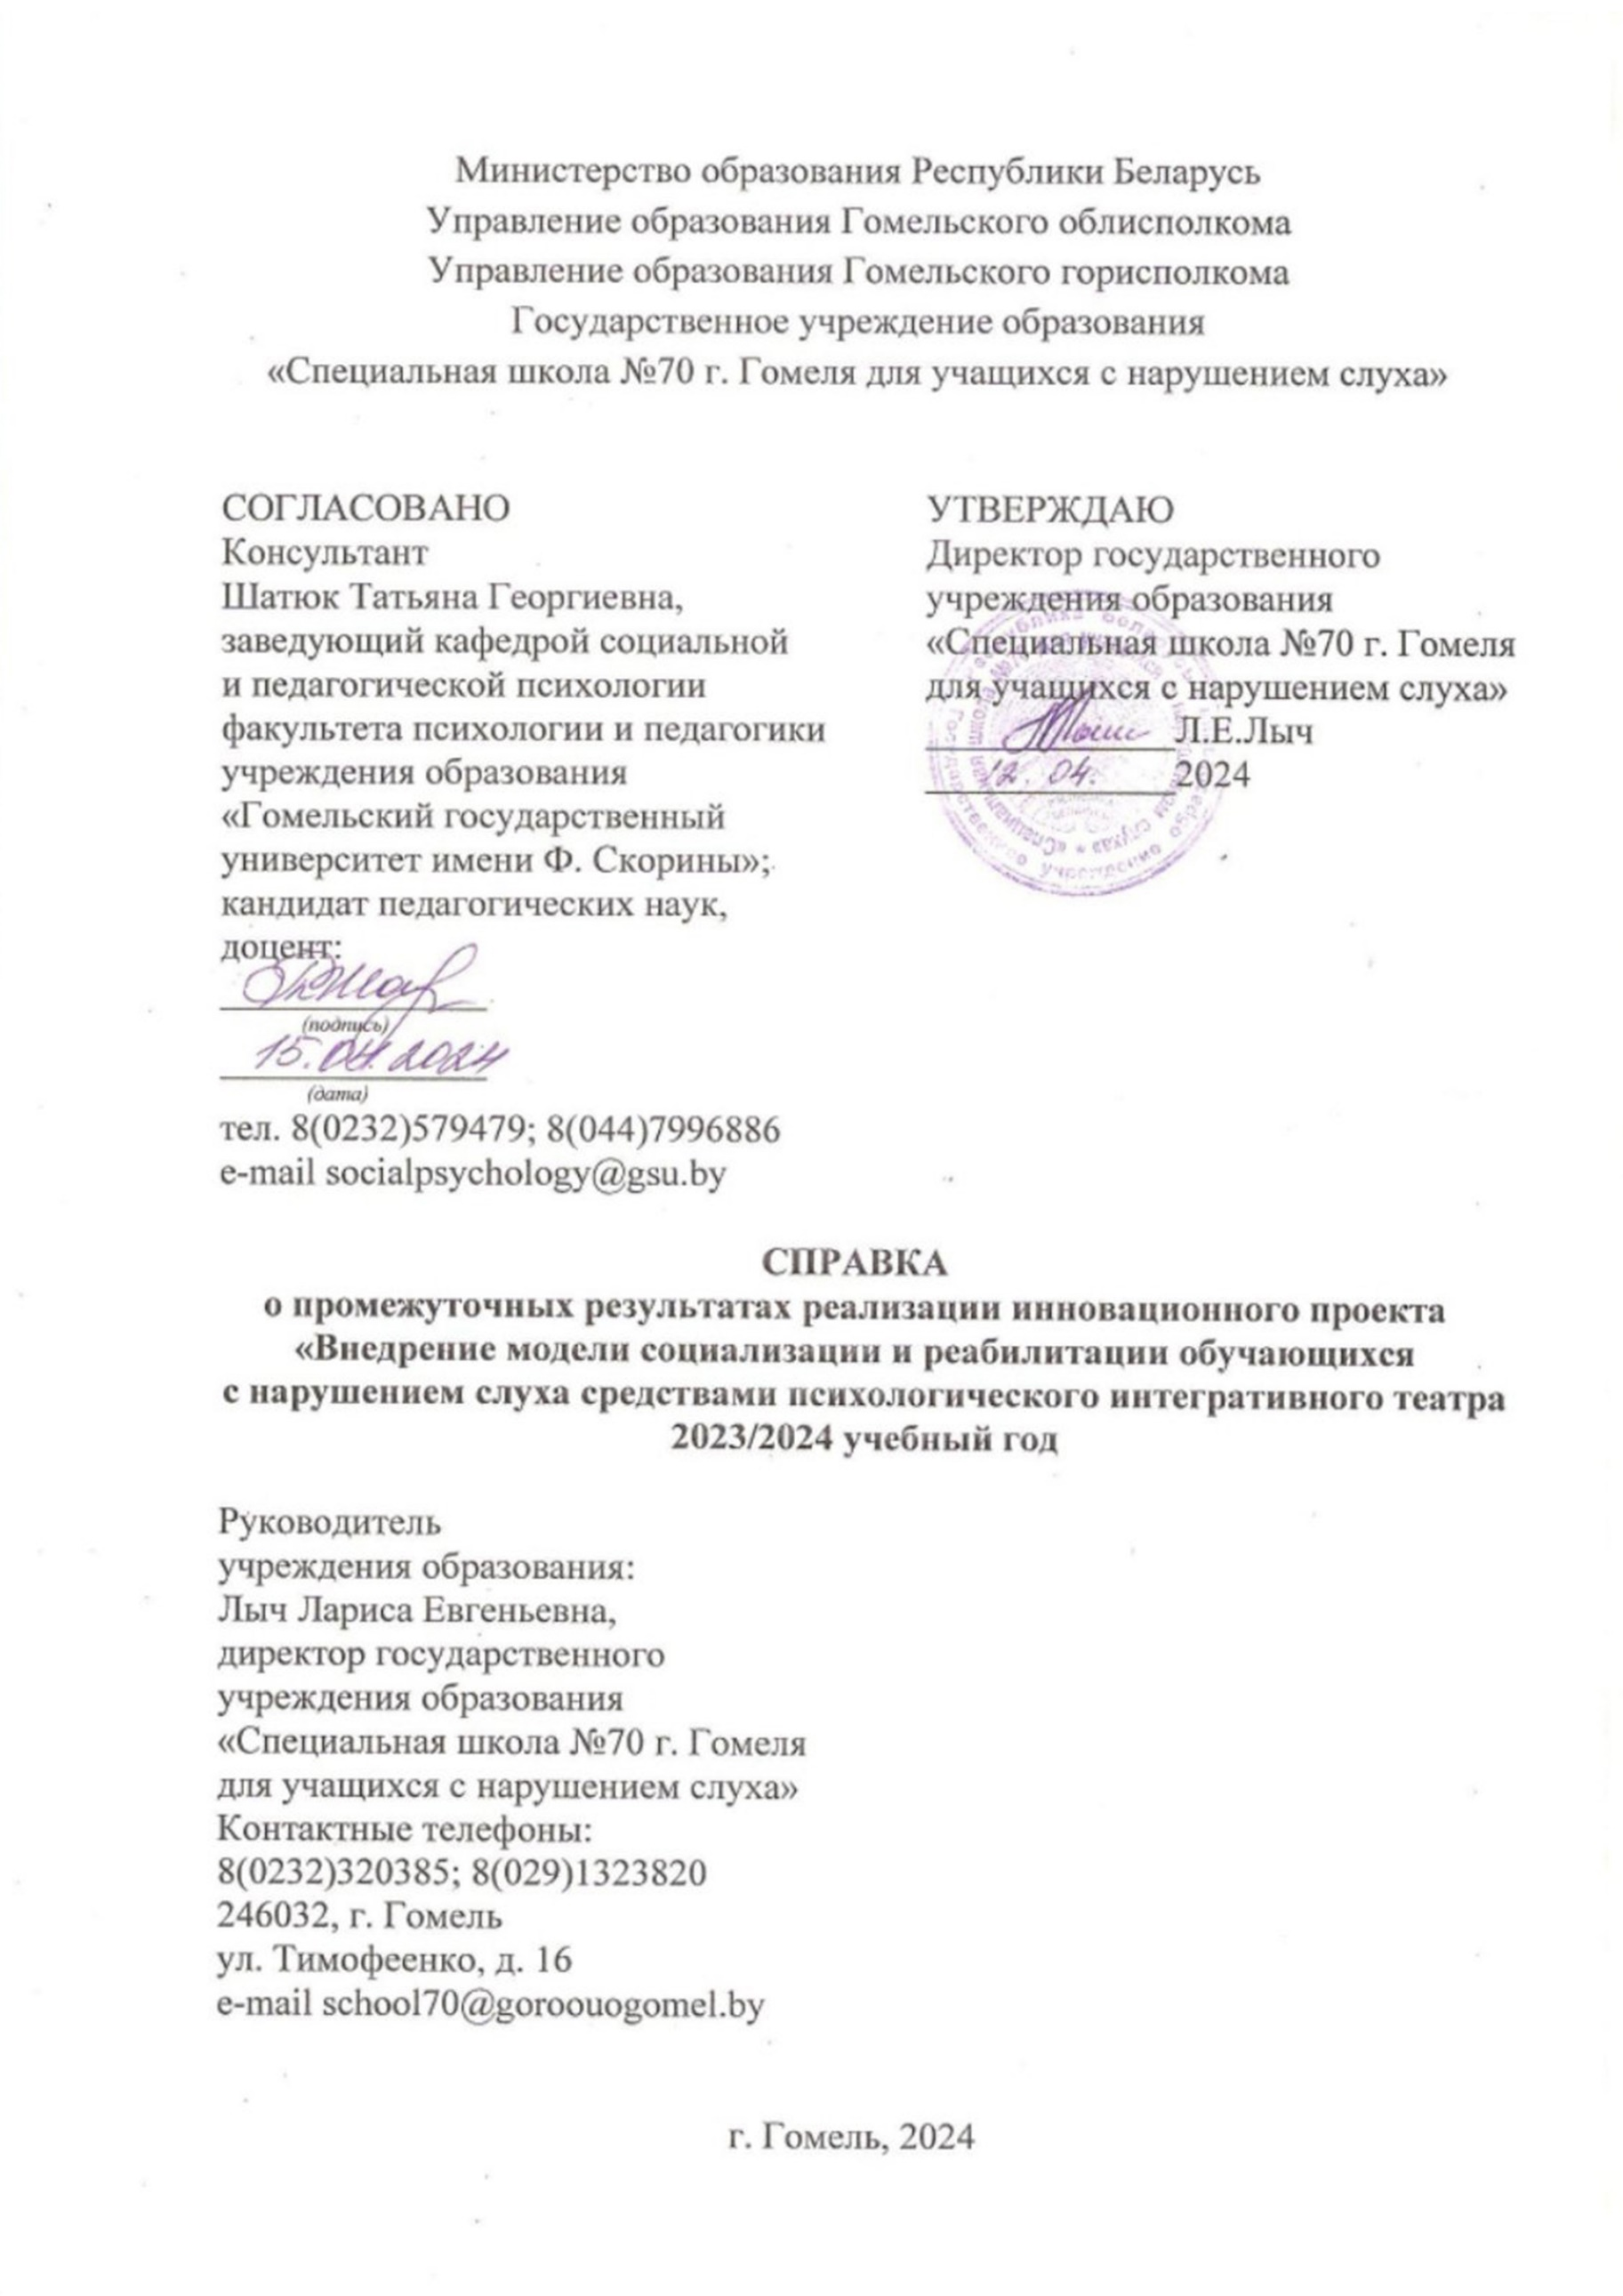 Министерство образования Республики Беларусь
Управление образования Гомельского облисполкома
Управление образования Гомельского горисполкома
Государственное учреждение образования
«Специальная школа №70 г. Гомеля для учащихся с нарушением слуха»
СОГЛАСОВАНО
Консультант
Шатюк Татьяна Георгиевна,
заведующий кафедрой социальной
и педагогической психологии
факультета психологии и педагогики
учреждения образования
«Гомельский государственный
университет имени Ф. Скорины»;
кандидат педагогических наук,
доцент:
(подпись)
15.04.2024
(дата)
тел. 8(0232)579479; 8(044)7996886
e-mail socialpsychology@gsu.by
УТВЕРЖДАЮ
Директор государственного
учреждения образования
«Специальная школа №70 г. Гомеля
для учащихся с нарушением слуха»
Л.Е.Лыч
12. 04. 2024
СПРАВКА
о промежуточных результатах реализации инновационного проекта
«Внедрение модели социализации и реабилитации обучающихся
с нарушением слуха средствами психологического интегративного театра
2023/2024 учебный год
Руководитель
учреждения образования:
Лыч Лариса Евгеньевна,
директор государственного
учреждения образования
«Специальная школа №70 г. Гомеля
для учащихся с нарушением слуха»
Контактные телефоны:
8(0232)320385; 8(029)1323820
246032, г. Гомель
ул. Тимофеенко, д. 16
e-mail school70@goroouogomel.by
г. Гомель, 2024